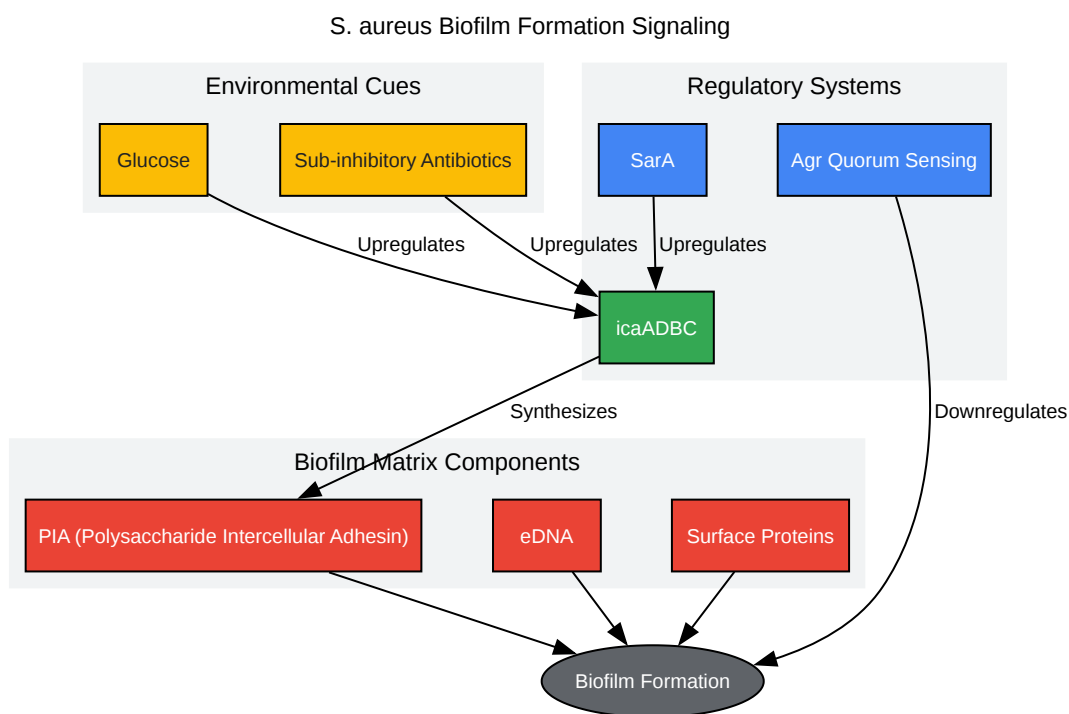 S. aureus Biofilm Formation Signaling
Environmental Cues
Regulatory Systems
Glucose
Sub-inhibitory Antibiotics
SarA
Agr Quorum Sensing
Upregulates
Upregulates
Upregulates
icaADBC
Synthesizes
Downregulates
Biofilm Matrix Components
PIA (Polysaccharide Intercellular Adhesin)
eDNA
Surface Proteins
Biofilm Formation